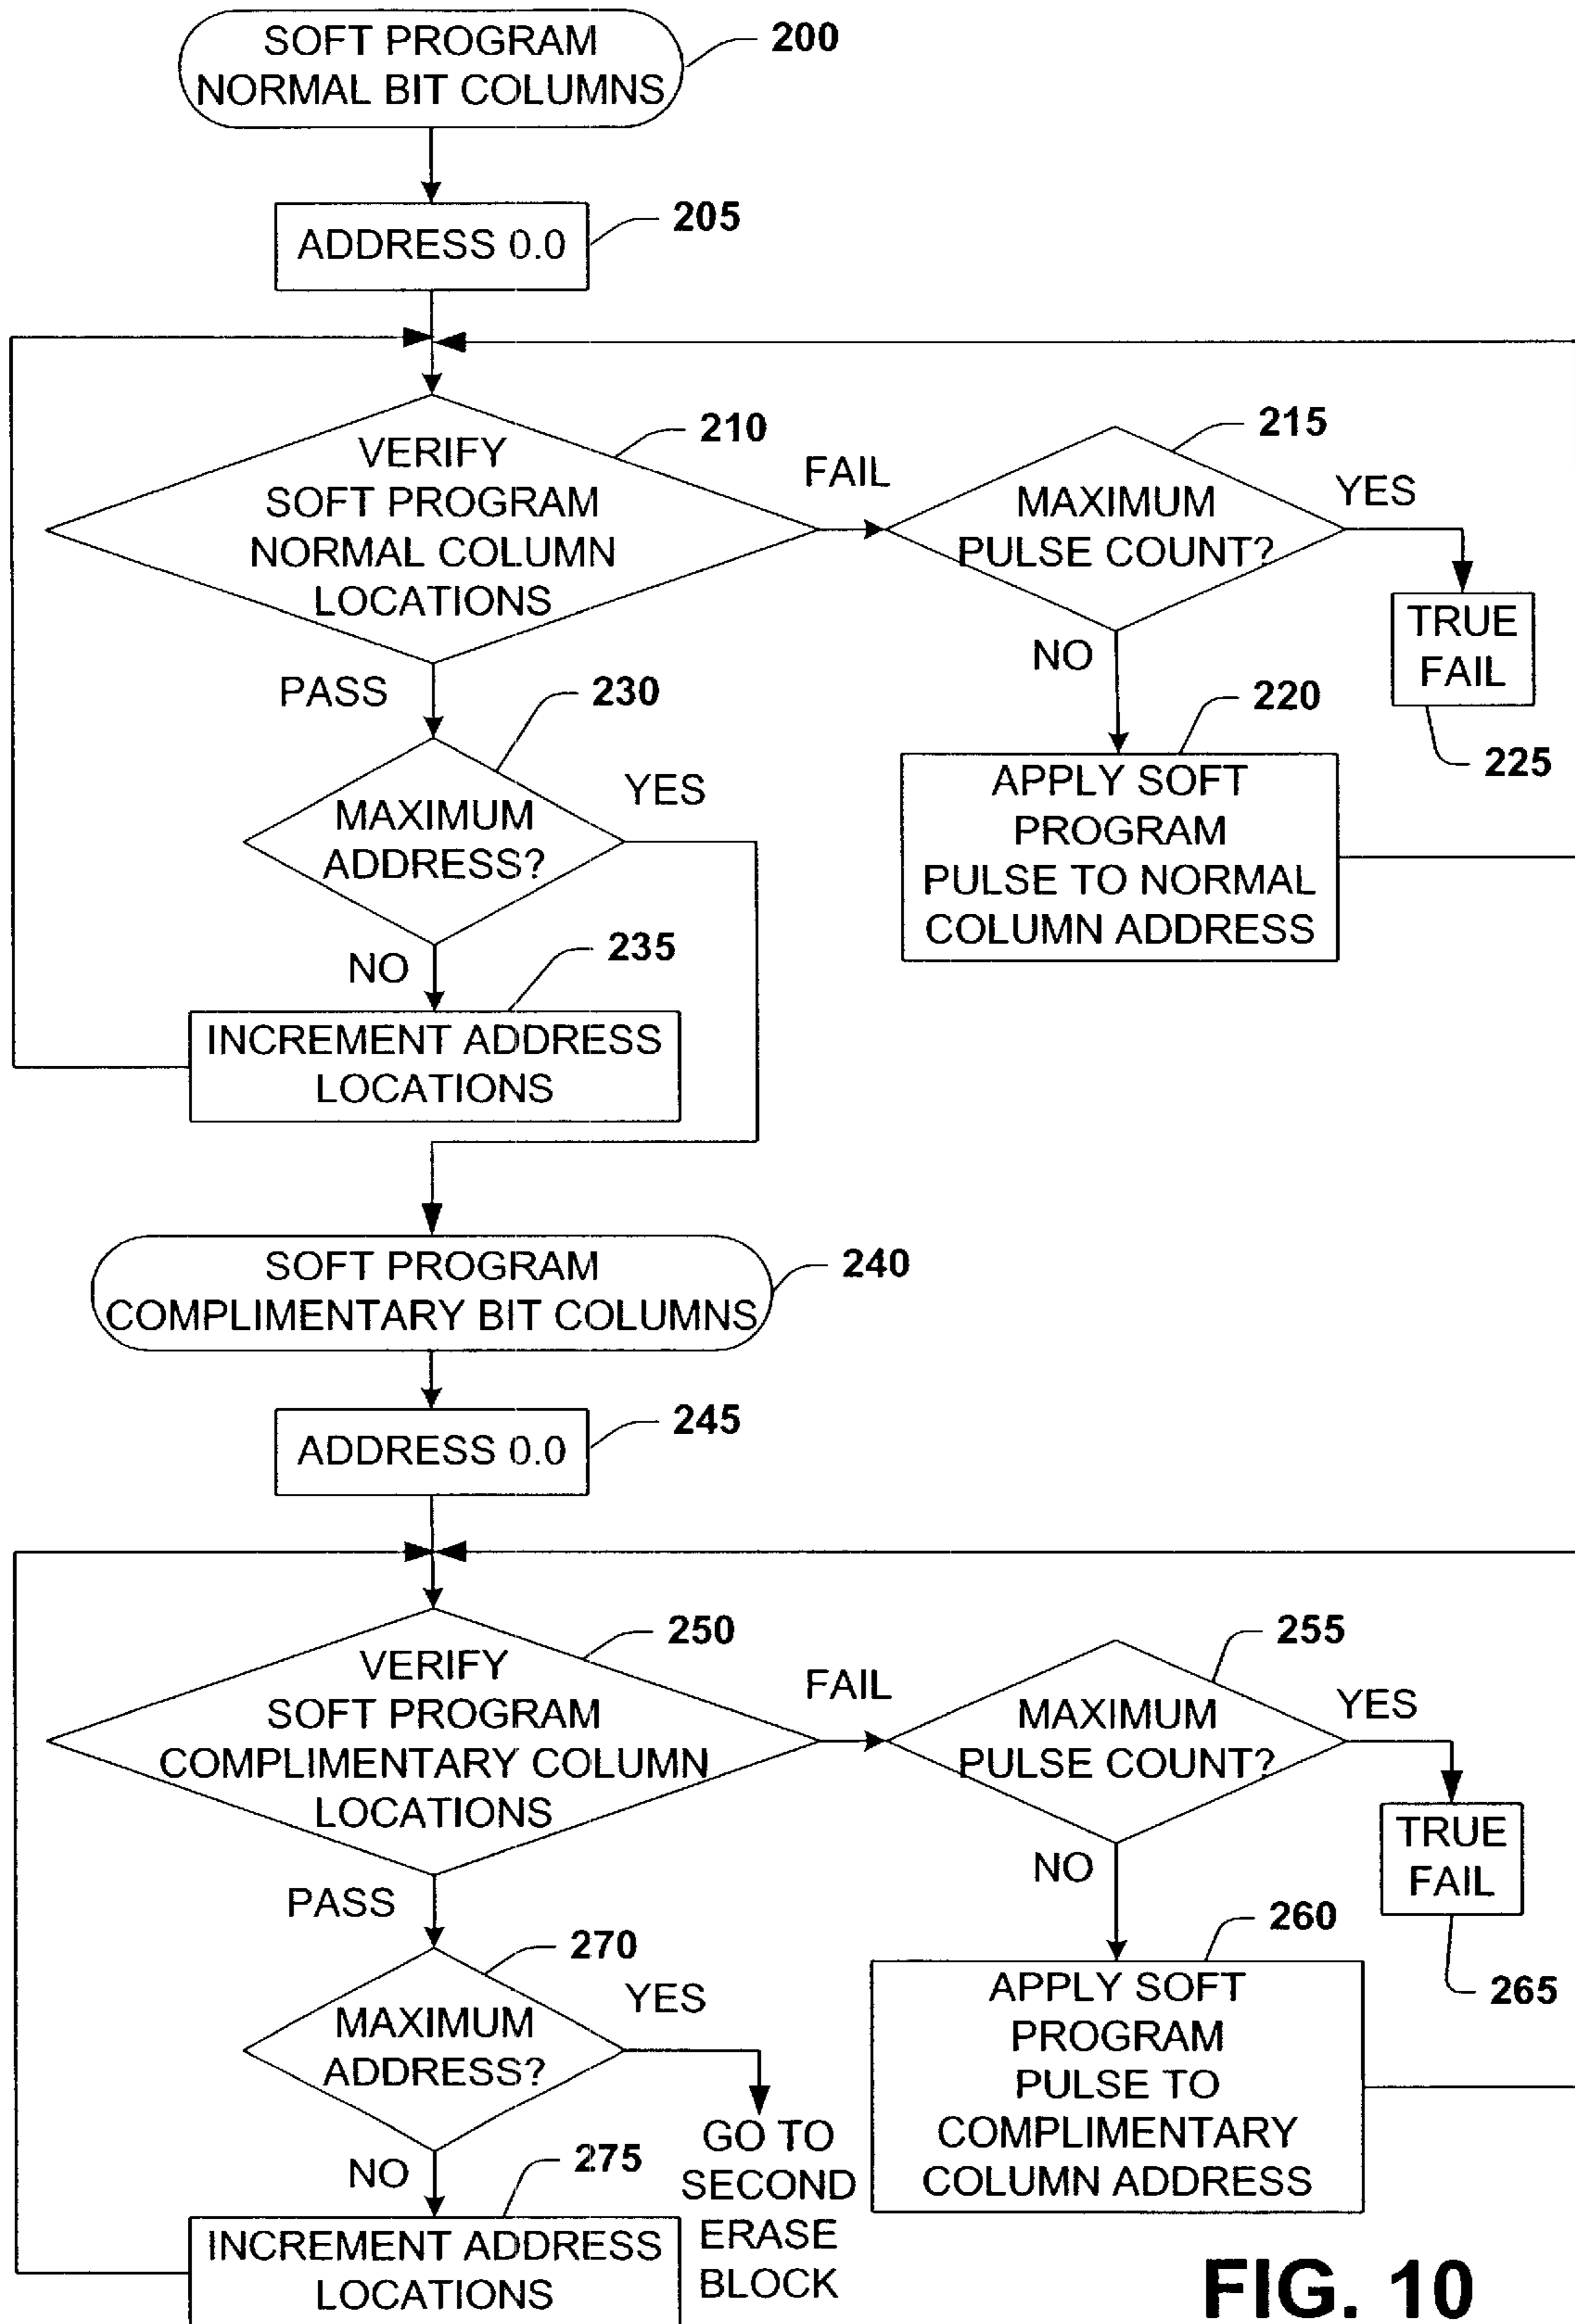 SOFT PROGRAM
NORMAL BIT COLUMNS
200
ADDRESS 0.0
205
VERIFY
SOFT PROGRAM
NORMAL COLUMN
LOCATIONS
210
FAIL
MAXIMUM
PULSE COUNT?
215
YES
TRUE
FAIL
225
NO
APPLY SOFT
PROGRAM
PULSE TO NORMAL
COLUMN ADDRESS
220
PASS
MAXIMUM
ADDRESS?
230
YES
NO
INCREMENT ADDRESS
LOCATIONS
235
SOFT PROGRAM
COMPLIMENTARY BIT COLUMNS
240
ADDRESS 0.0
245
VERIFY
SOFT PROGRAM
COMPLIMENTARY COLUMN
LOCATIONS
250
FAIL
MAXIMUM
PULSE COUNT?
255
YES
TRUE
FAIL
265
NO
APPLY SOFT
PROGRAM
PULSE TO
COMPLIMENTARY
COLUMN ADDRESS
260
PASS
MAXIMUM
ADDRESS?
270
YES
GO TO
SECOND
ERASE
BLOCK
NO
INCREMENT ADDRESS
LOCATIONS
275
FIG. 10